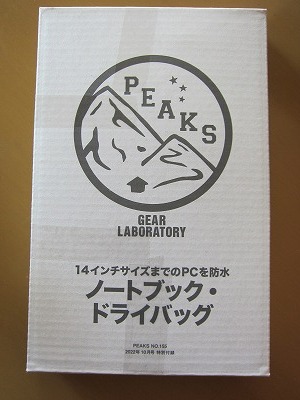 PEAKS
GEAR
LABORATORY
14インチサイズまでのPCを防水
ノートブック・
ドライバッグ
PEAKS NO.155
2022年10月号 特別付録